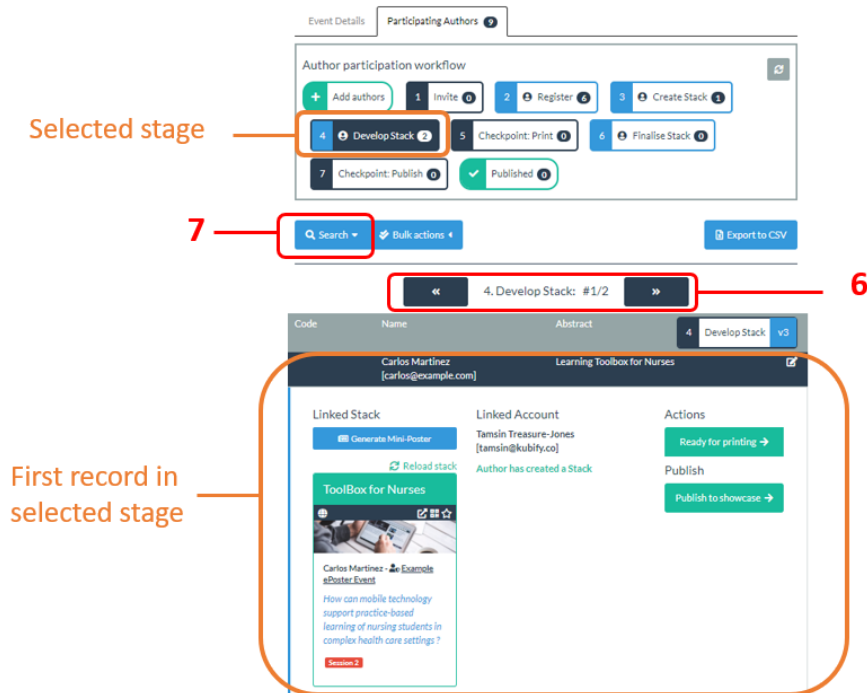 Event Details Participating Authors 9
Author participation workflow
+ Add authors 1 Invite 0 2 Register 6 3 Create Stack 1
Selected stage
4 Develop Stack 2 5 Checkpoint: Print 0 6 Finalise Stack 0
7 Checkpoint: Publish 0 Published 0
7
Search Bulk actions Export to CSV
6
« 4. Develop Stack: #1/2 »
Code Name Abstract 4 Develop Stack v3
Carlos Martinez Learning Toolbox for Nurses
[carlos@example.com]
Linked Stack Linked Account Actions
Generate Mini-Poster Tamsin Treasure-Jones Ready for printing →
[tamsin@kubify.co]
Reload stack Author has created a Stack Publish
First record in
selected stage
ToolBox for Nurses Publish to showcase →
Carlos Martinez - Example
ePoster Event
How can mobile technology
support practice-based
learning of nursing students in
complex health care settings ?
Session 2